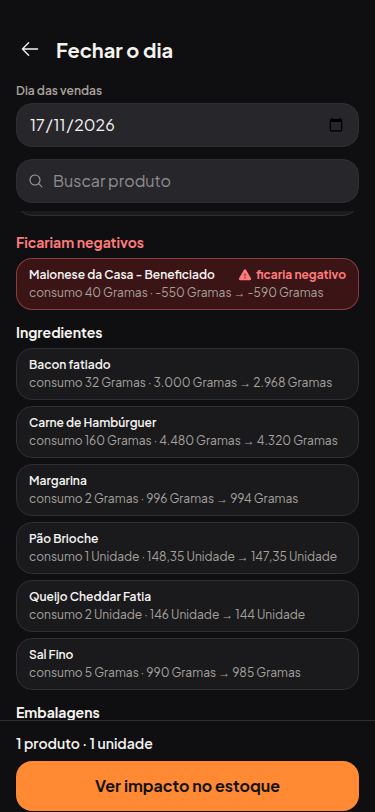 Fechar o dia
Dia das vendas
17/11/2026
Buscar produto
Ficariam negativos
Maionese da Casa - Beneficiado ficaria negativo
consumo 40 Gramas · -550 Gramas → -590 Gramas
Ingredientes
Bacon fatiado
consumo 32 Gramas · 3.000 Gramas → 2.968 Gramas
Carne de Hambúrguer
consumo 160 Gramas · 4.480 Gramas → 4.320 Gramas
Margarina
consumo 2 Gramas · 996 Gramas → 994 Gramas
Pão Brioche
consumo 1 Unidade · 148,35 Unidade → 147,35 Unidade
Queijo Cheddar Fatia
consumo 2 Unidade · 146 Unidade → 144 Unidade
Sal Fino
consumo 5 Gramas · 990 Gramas → 985 Gramas
Embalagens
1 produto · 1 unidade
Ver impacto no estoque